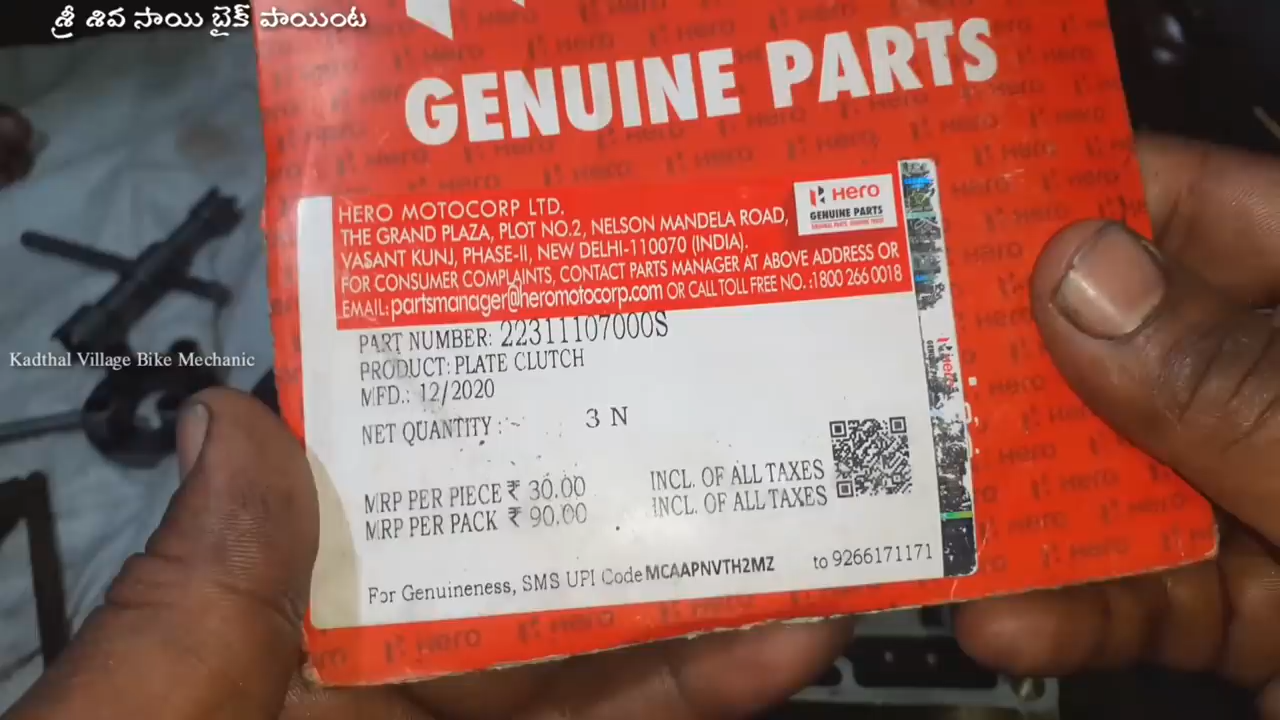 శ్రీ శివ సాయి బైక్ పాయింట్
GENUINE PARTS
HERO MOTOCORP LTD.
THE GRAND PLAZA, PLOT NO.2, NELSON MANDELA ROAD,
VASANT KUNJ, PHASE-II, NEW DELHI-110070 (INDIA).
FOR CONSUMER COMPLAINTS, CONTACT PARTS MANAGER AT ABOVE ADDRESS OR
EMAIL: partsmanager@heromotocorp.com OR CALL TOLL FREE NO. :1800 266 0018
Hero
GENUINE PARTS
PART NUMBER: 22311107000S
PRODUCT: PLATE CLUTCH
MFD.: 12/2020
NET QUANTITY : 3 N
MRP PER PIECE ₹ 30.00 INCL. OF ALL TAXES
MRP PER PACK ₹ 90.00 INCL. OF ALL TAXES
For Genuineness, SMS UPI Code MCAAPNVTH2MZ to 9266171171
Kadthal Village Bike Mechanic